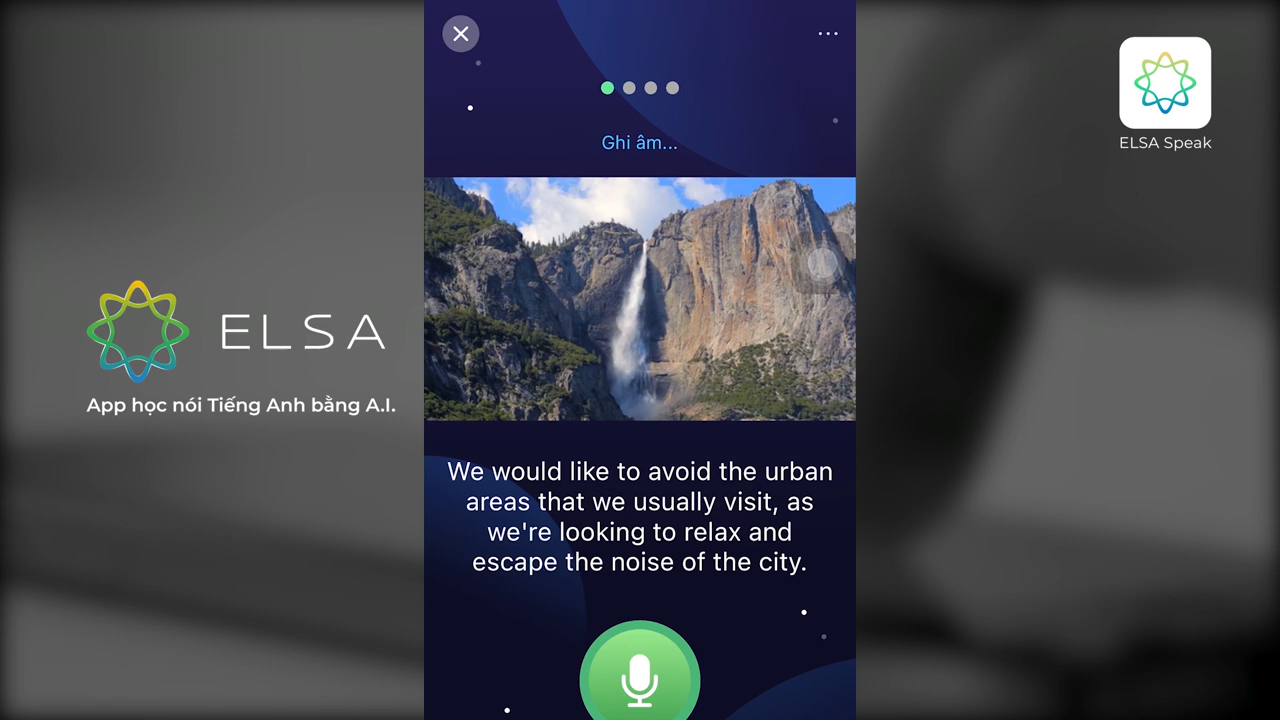 Ghi âm...
ELSA Speak
ELSA
App học nói Tiếng Anh bằng A.I.
We would like to avoid the urban
areas that we usually visit, as
we're looking to relax and
escape the noise of the city.